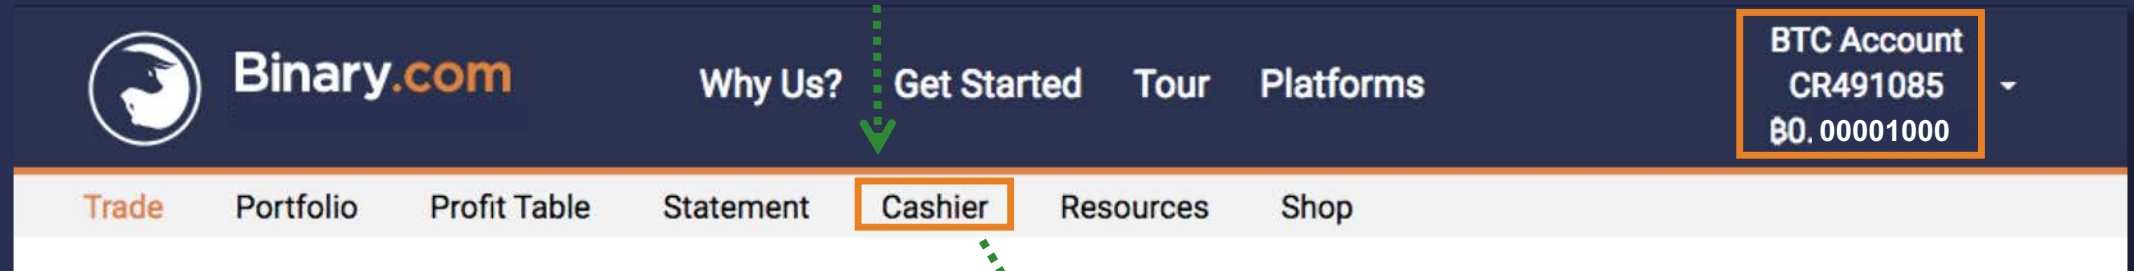 Binary.com
Why Us? Get Started Tour Platforms
BTC Account
CR491085
฿0. 00001000
Trade Portfolio Profit Table Statement Cashier Resources Shop